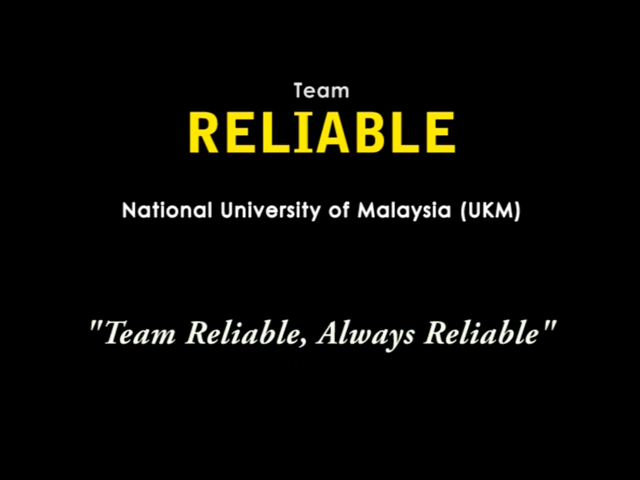 Team
RELIABLE
National University of Malaysia (UKM)
"Team Reliable, Always Reliable"